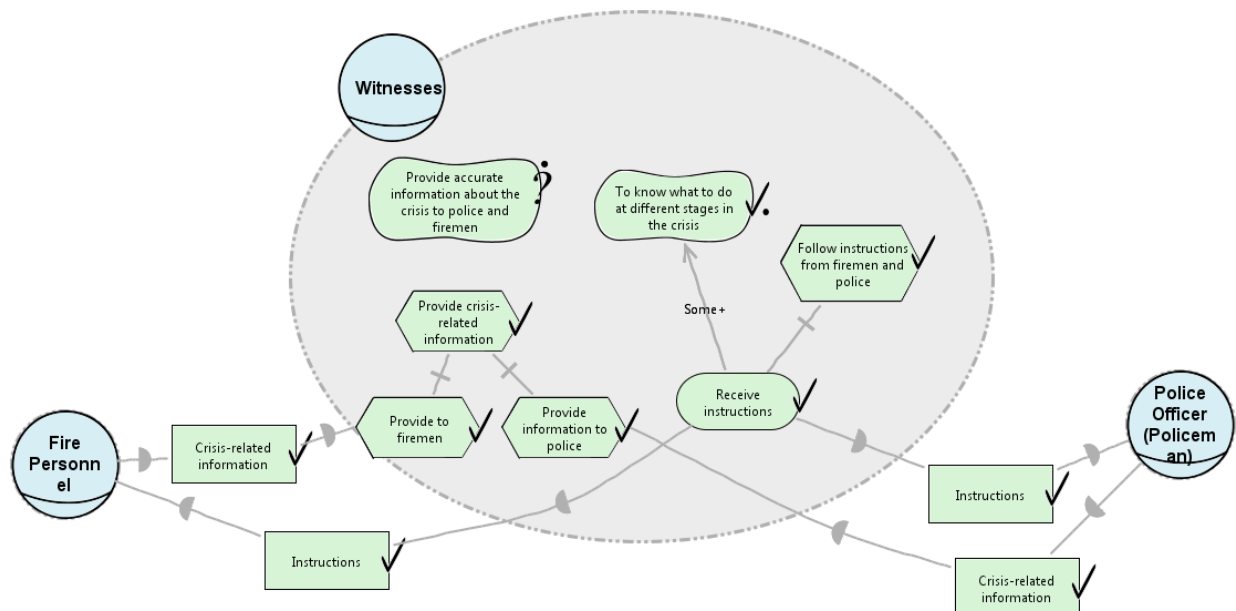 Witnesses
Provide accurate
information about the
crisis to police and
firemen
To know what to do
at different stages in
the crisis
Follow instructions
from firemen and
police
Provide crisis-
related
information
Some+
Receive
instructions
Provide to
firemen
Provide
information to
police
Fire
Personn
el
Crisis-related
information
Instructions
Police
Officer
(Policem
an)
Instructions
Crisis-related
information